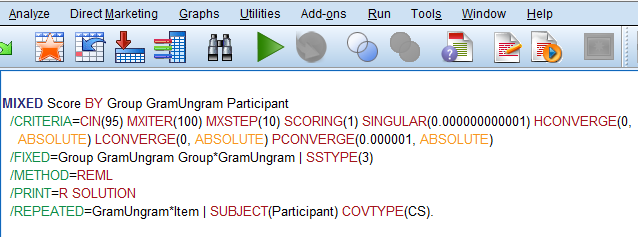 Analyze Direct Marketing Graphs Utilities Add-ons Run Tools Window Help
MIXED Score BY Group GramUngram Participant
/CRITERIA=CIN(95) MXITER(100) MXSTEP(10) SCORING(1) SINGULAR(0.000000000001) HCONVERGE(0,
ABSOLUTE) LCONVERGE(0, ABSOLUTE) PCONVERGE(0.000001, ABSOLUTE)
/FIXED=Group GramUngram Group*GramUngram | SSTYPE(3)
/METHOD=REML
/PRINT=R SOLUTION
/REPEATED=GramUngram*Item | SUBJECT(Participant) COVTYPE(CS).